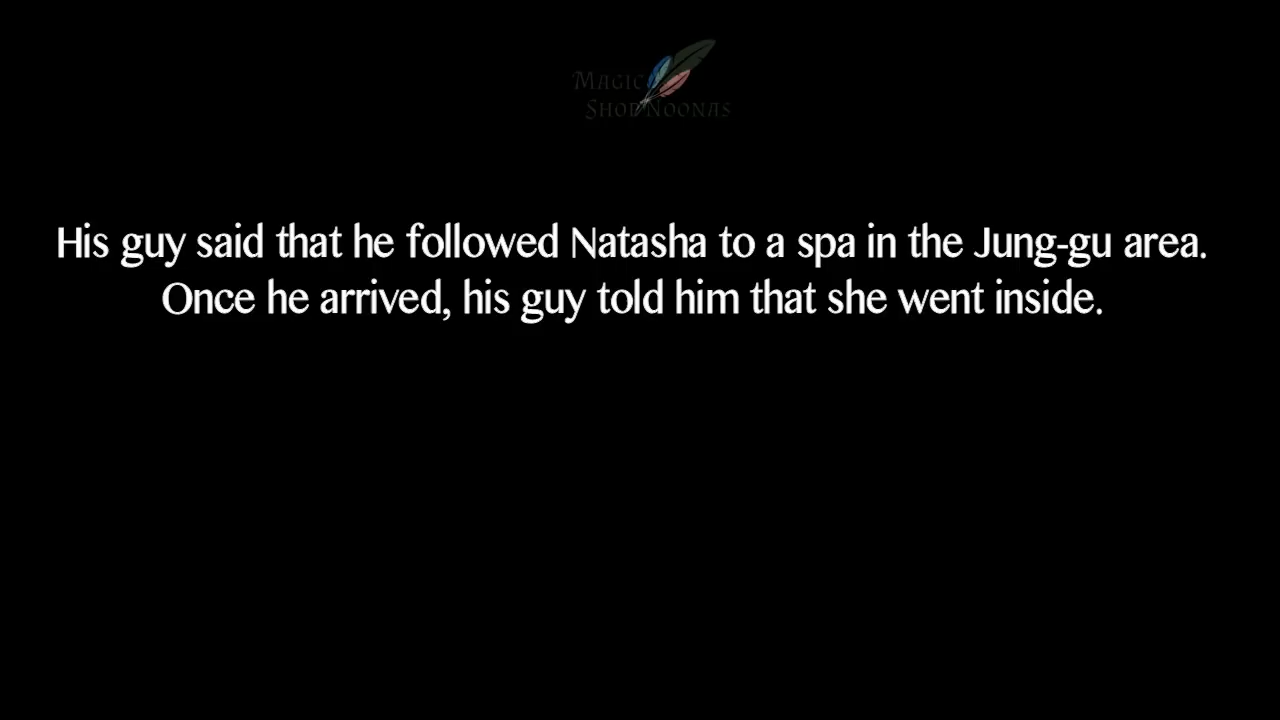 Magic
Shop Noonas
His guy said that he followed Natasha to a spa in the Jung-gu area.
Once he arrived, his guy told him that she went inside.